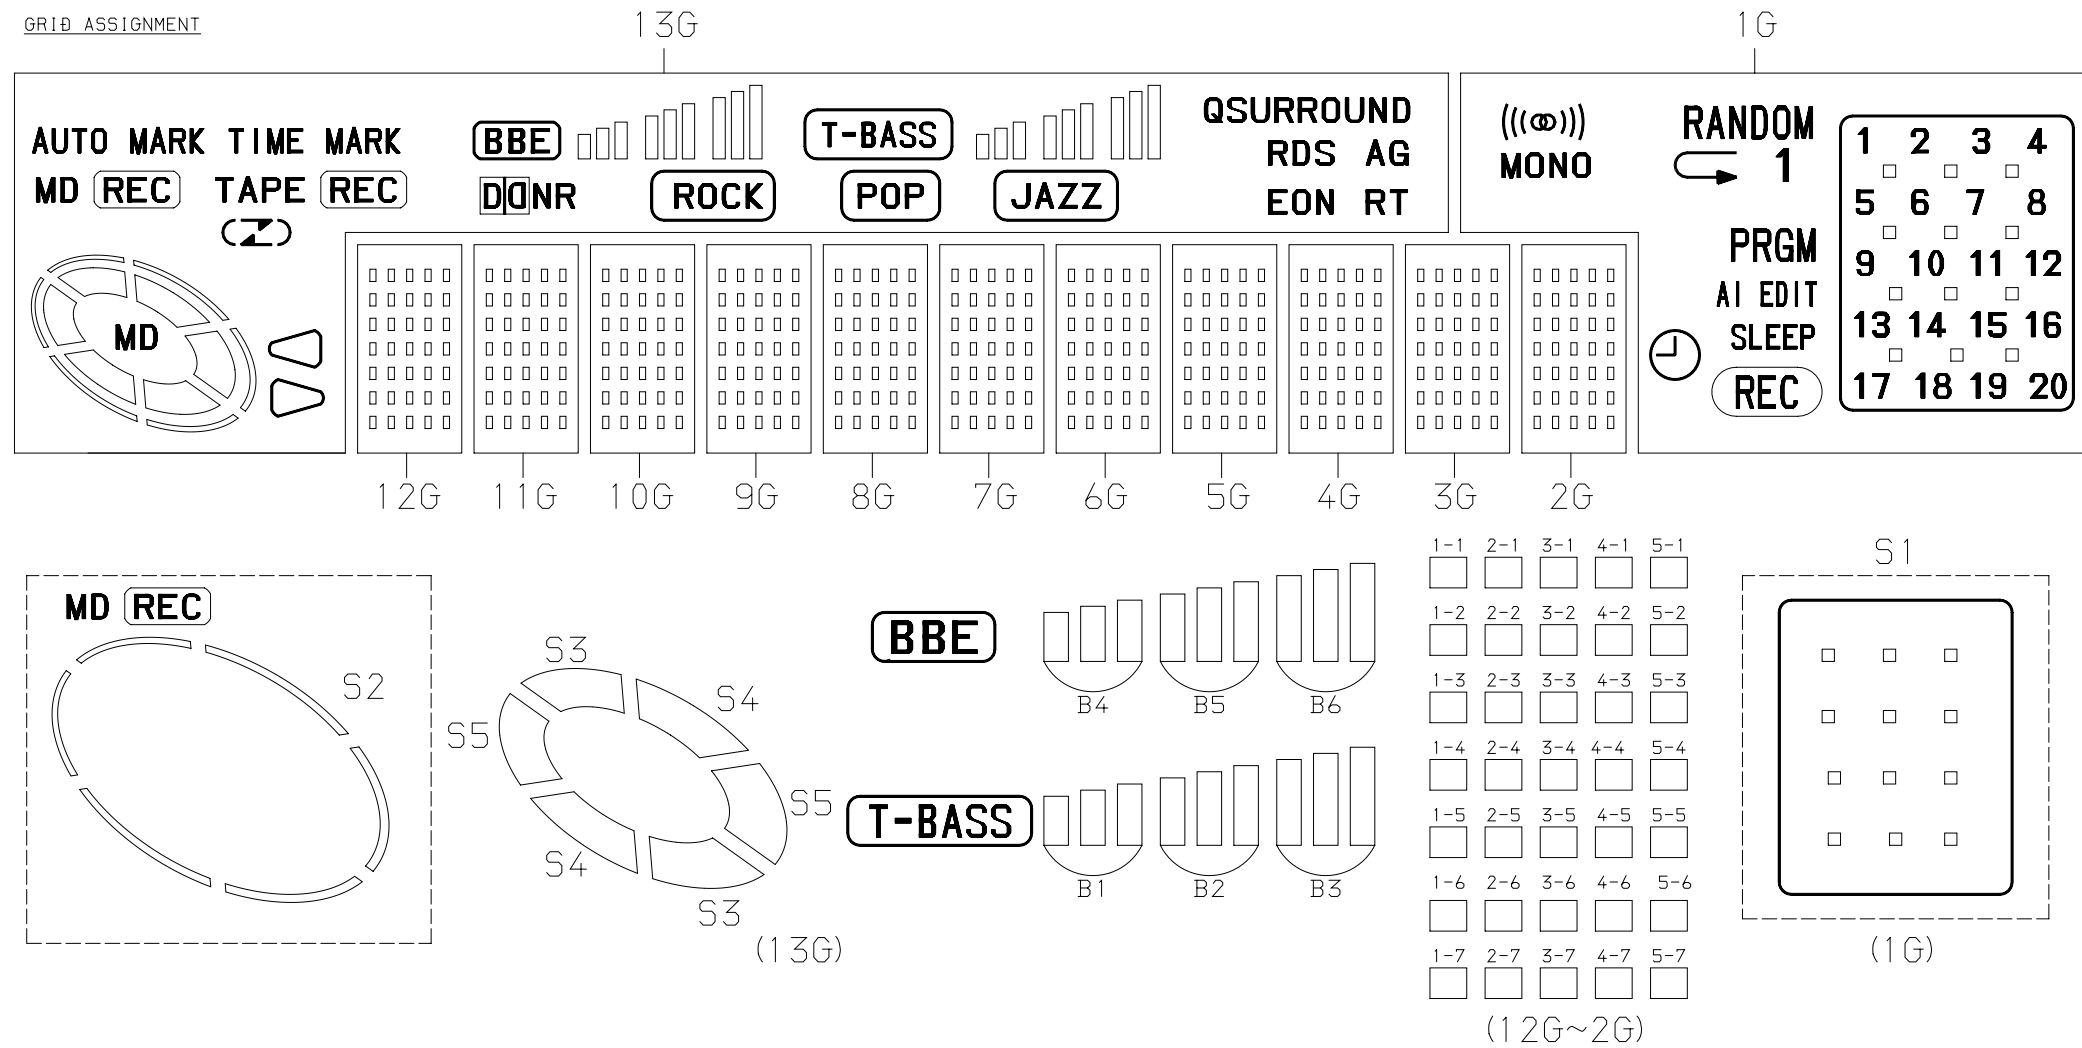 GRID ASSIGNMENT
13G 1G
AUTO MARK TIME MARK BBE T-BASS QSURROUND
RDS AG
MD REC TAPE REC NR ROCK POP JAZZ EON RT
MD
MONO
RANDOM
1
PRGM
AI EDIT
SLEEP
REC
1 2 3 4
5 6 7 8
9 10 11 12
13 14 15 16
17 18 19 20
12G 11G 10G 9G 8G 7G 6G 5G 4G 3G 2G
MD REC
S2
S3
S4
S5
S5
S4
S3
(13G)
BBE
B4 B5 B6
T-BASS
B1 B2 B3
1-1 2-1 3-1 4-1 5-1
1-2 2-2 3-2 4-2 5-2
1-3 2-3 3-3 4-3 5-3
1-4 2-4 3-4 4-4 5-4
1-5 2-5 3-5 4-5 5-5
1-6 2-6 3-6 4-6 5-6
1-7 2-7 3-7 4-7 5-7
(12G~2G)
S1
(1G)